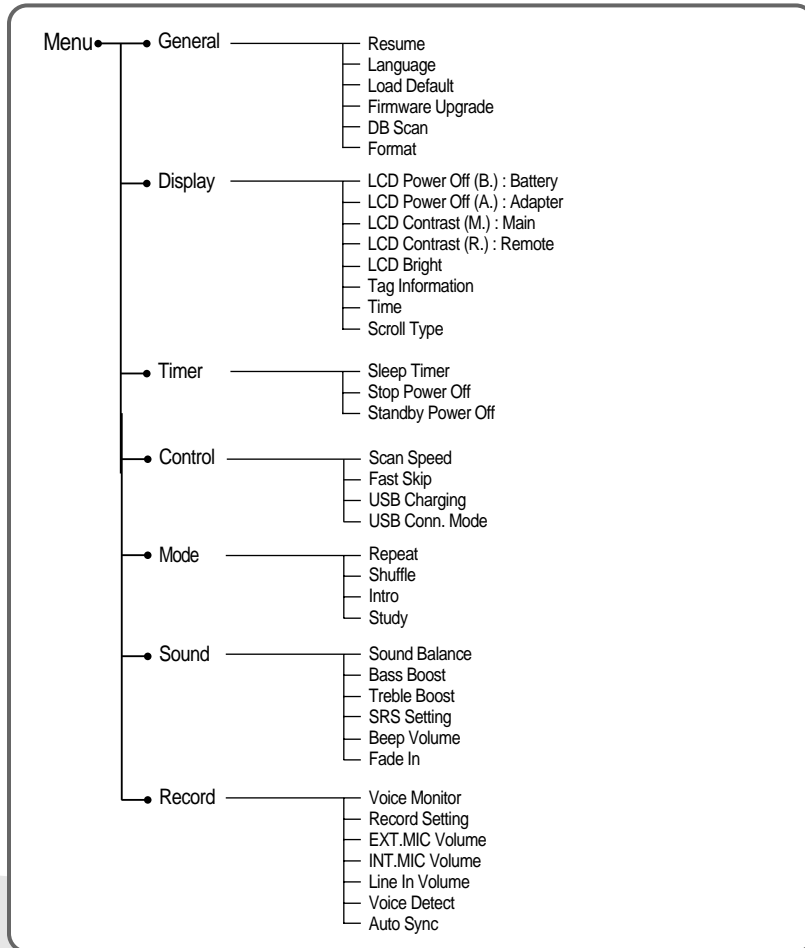 Menu
General
Resume
Language
Load Default
Firmware Upgrade
DB Scan
Format
Display
LCD Power Off (B.) : Battery
LCD Power Off (A.) : Adapter
LCD Contrast (M.) : Main
LCD Contrast (R.) : Remote
LCD Bright
Tag Information
Time
Scroll Type
Timer
Sleep Timer
Stop Power Off
Standby Power Off
Control
Scan Speed
Fast Skip
USB Charging
USB Conn. Mode
Mode
Repeat
Shuffle
Intro
Study
Sound
Sound Balance
Bass Boost
Treble Boost
SRS Setting
Beep Volume
Fade In
Record
Voice Monitor
Record Setting
EXT.MIC Volume
INT.MIC Volume
Line In Volume
Voice Detect
Auto Sync